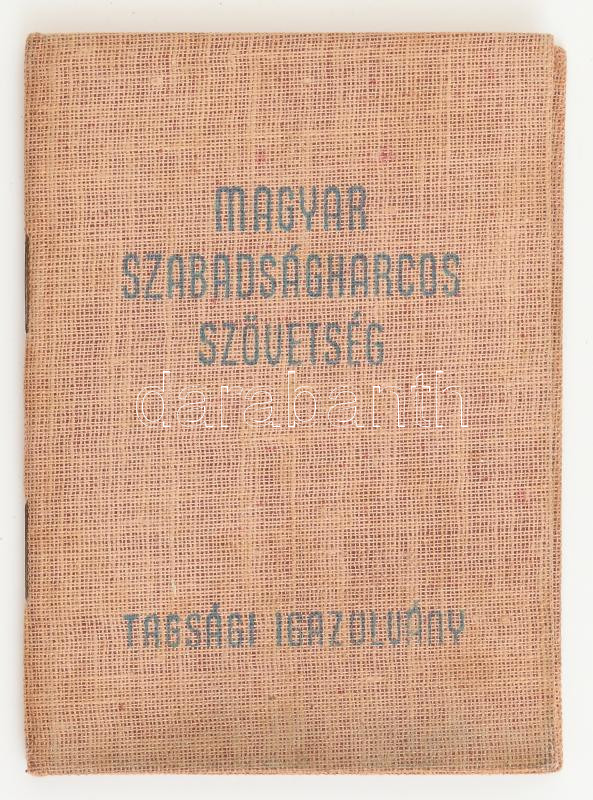 MAGYAR
SZABADSÁGHARCOS
SZÖVETSÉG
darabanth
TAGSÁGI IGAZOLVÁNY